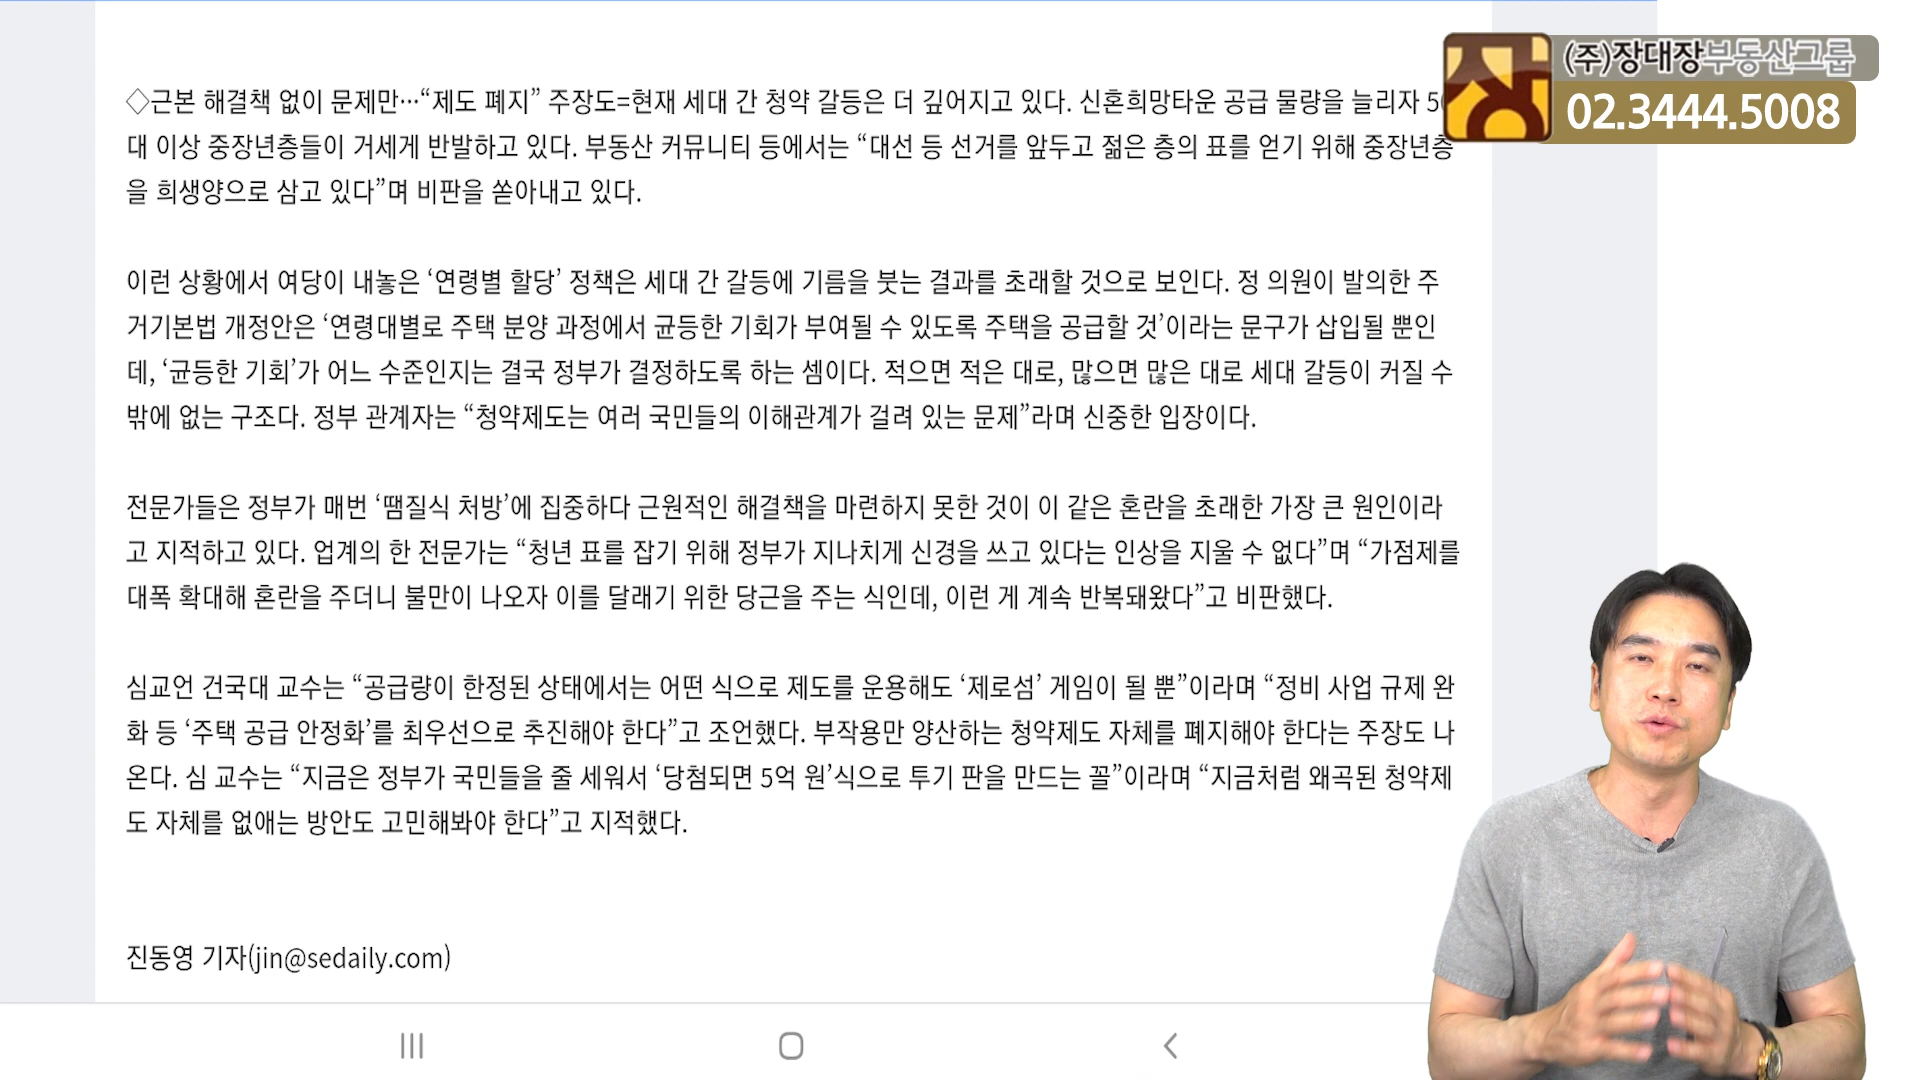 ◇근본 해결책 없이 문제만…“제도 폐지” 주장도=현재 세대 간 청약 갈등은 더 깊어지고 있다. 신혼희망타운 공급 물량을 늘리자
대 이상 중장년층들이 거세게 반발하고 있다. 부동산 커뮤니티 등에서는 “대선 등 선거를 앞두고 젊은 층의 표를 얻기 위해 중장년층
을 희생양으로 삼고 있다”며 비판을 쏟아내고 있다.
이런 상황에서 여당이 내놓은 ‘연령별 할당’ 정책은 세대 간 갈등에 기름을 붓는 결과를 초래할 것으로 보인다. 정 의원이 발의한 주
거기본법 개정안은 ‘연령대별로 주택 분양 과정에서 균등한 기회가 부여될 수 있도록 주택을 공급할 것’이라는 문구가 삽입될 뿐인
데, ‘균등한 기회’가 어느 수준인지는 결국 정부가 결정하도록 하는 셈이다. 적으면 적은 대로, 많으면 많은 대로 세대 갈등이 커질 수
밖에 없는 구조다. 정부 관계자는 “청약제도는 여러 국민들의 이해관계가 걸려 있는 문제”라며 신중한 입장이다.
전문가들은 정부가 매번 ‘땜질식 처방’에 집중하다 근원적인 해결책을 마련하지 못한 것이 이 같은 혼란을 초래한 가장 큰 원인이라
고 지적하고 있다. 업계의 한 전문가는 “청년 표를 잡기 위해 정부가 지나치게 신경을 쓰고 있다는 인상을 지울 수 없다”며 “가점제를
대폭 확대해 혼란을 주더니 불만이 나오자 이를 달래기 위한 당근을 주는 식인데, 이런 게 계속 반복돼왔다”고 비판했다.
심교언 건국대 교수는 “공급량이 한정된 상태에서는 어떤 식으로 제도를 운용해도 ‘제로섬’ 게임이 될 뿐”이라며 “정비 사업 규제 완
화 등 ‘주택 공급 안정화’를 최우선으로 추진해야 한다”고 조언했다. 부작용만 양산하는 청약제도 자체를 폐지해야 한다는 주장도 나
온다. 심 교수는 “지금은 정부가 국민들을 줄 세워서 ‘당첨되면 5억 원’식으로 투기 판을 만드는 꼴”이라며 “지금처럼 왜곡된 청약제
도 자체를 없애는 방안도 고민해봐야 한다”고 지적했다.
진동영 기자(jin@sedaily.com)
장
(주)장대장부동산그룹
02.3444.5008